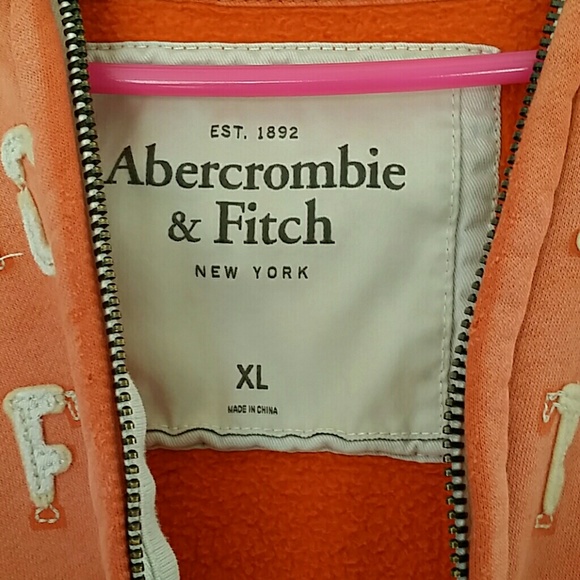 EST. 1892
Abercrombie
& Fitch
NEW YORK
XL
MADE IN CHINA
F